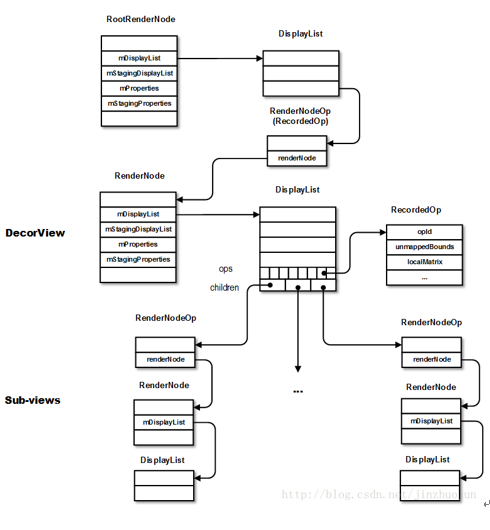 RootRenderNode
DisplayList
mDisplayList
mStagingDisplayList
mProperties
mStagingProperties
RenderNodeOp
(RecordedOp)
renderNode
RenderNode
DisplayList
mDisplayList
mStagingDisplayList
mProperties
mStagingProperties
DecorView
RecordedOp
opId
unmappedBounds
localMatrix
...
ops
children
RenderNodeOp
renderNode
RenderNode
mDisplayList
DisplayList
...
RenderNodeOp
renderNode
RenderNode
mDisplayList
DisplayList
Sub-views
http://blog.csdn.net/jinzhuojun